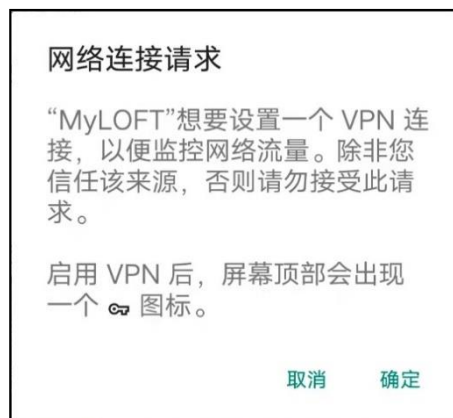 网络连接请求
“MyLOFT”想要设置一个 VPN 连
接，以便监控网络流量。除非您
信任该来源，否则请勿接受此请
求。
启用 VPN 后，屏幕顶部会出现
一个 图标。
取消 确定